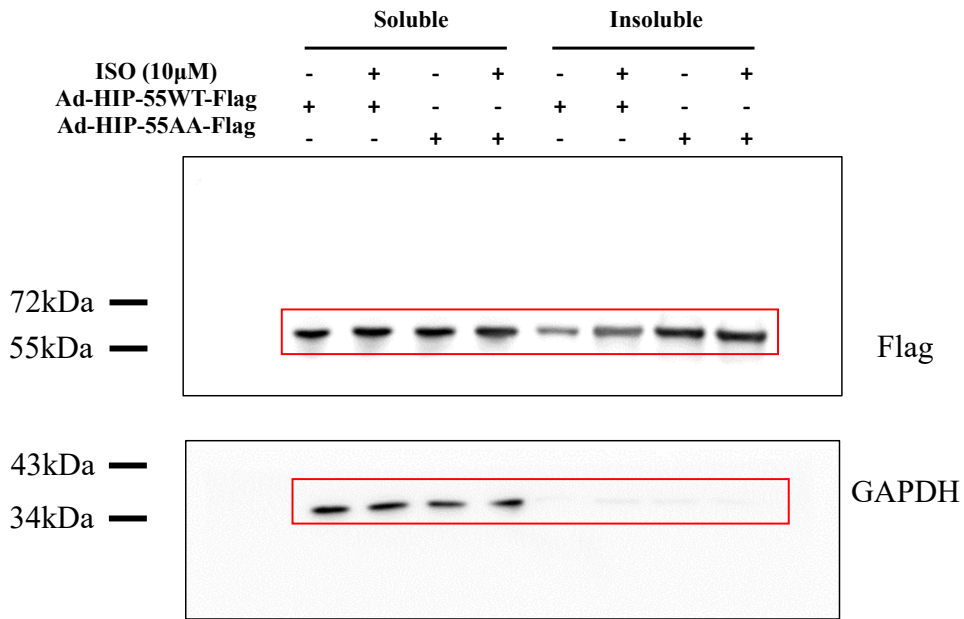 Soluble Insoluble
ISO (10μM) - + - + - + - +
Ad-HIP-55WT-Flag + + - - + + - -
Ad-HIP-55AA-Flag - - + + - - + +
72kDa
55kDa
Flag
43kDa
GAPDH
34kDa